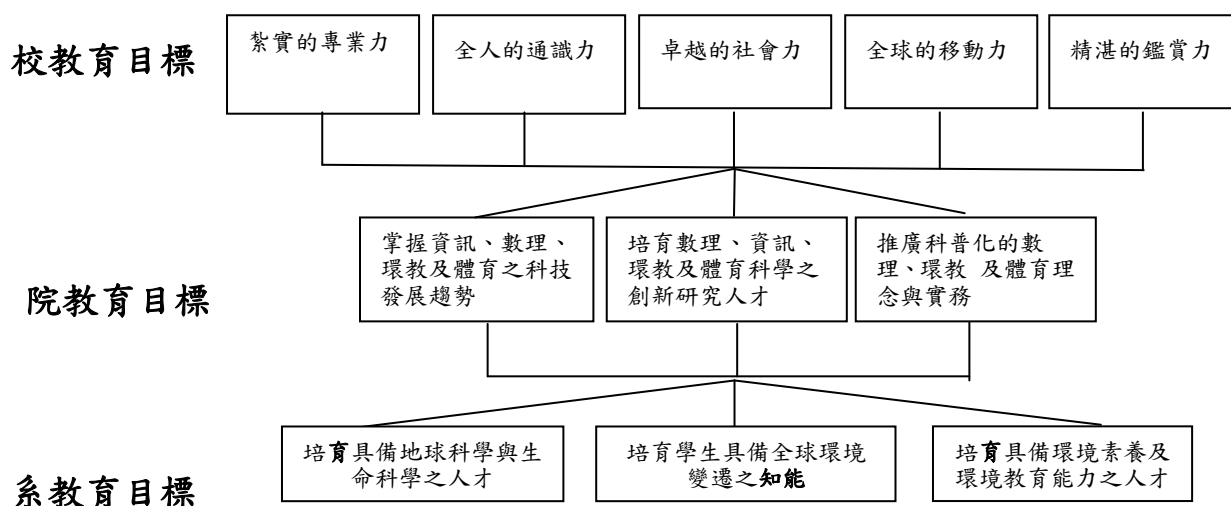 校教育目標
紮實的專業力
全人的通識力
卓越的社會力
全球的移動力
精湛的鑑賞力
院教育目標
掌握資訊、數理、
環教及體育之科技
發展趨勢
培育數理、資訊、
環教及體育科學之
創新研究人才
推廣科普化的數
理、環教 及體育理
念與實務
系教育目標
培育具備地球科學與生
命科學之人才
培育學生具備全球環境
變遷之知能
培育具備環境素養及
環境教育能力之人才